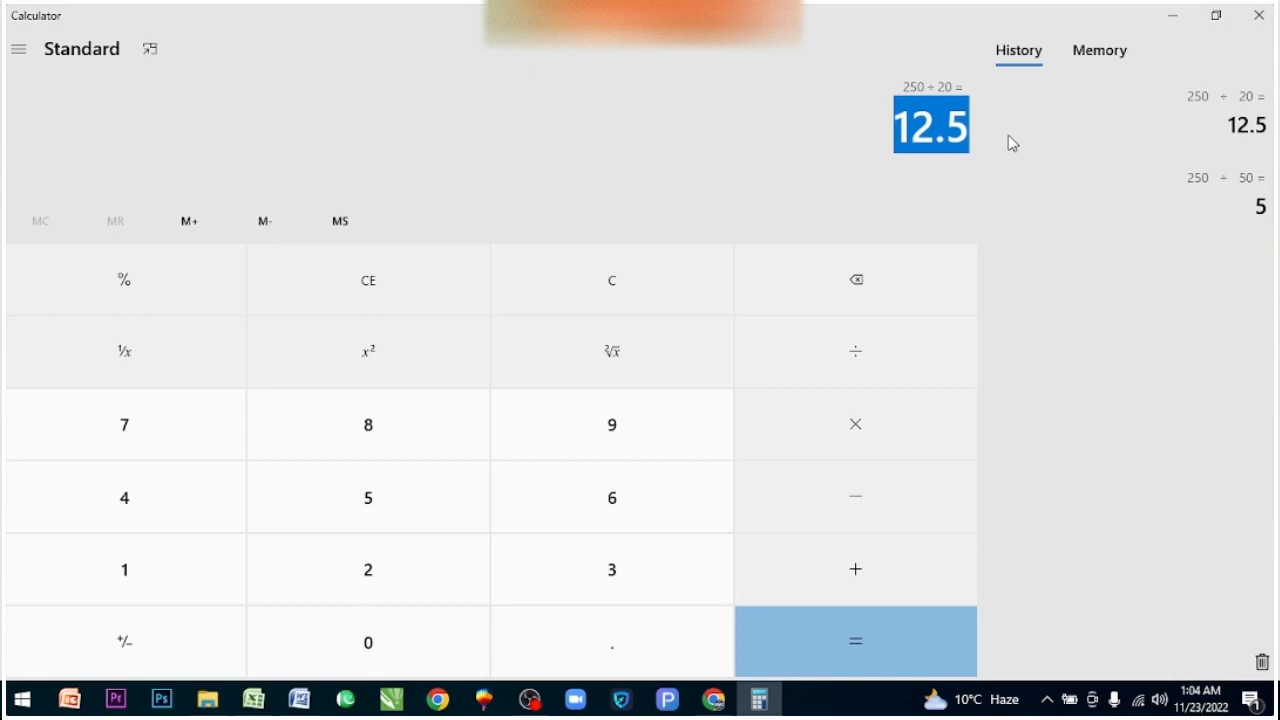 Calculator
Standard
History Memory
250 ÷ 20 =
12.5
250 ÷ 20 =
12.5
250 ÷ 50 =
5
MC MR M+ M- MS
% CE C
¹/x x² ²√x ÷
7 8 9 ×
4 5 6 −
1 2 3 +
+/− 0 . =
10°C Haze
1:04 AM
11/23/2022
1